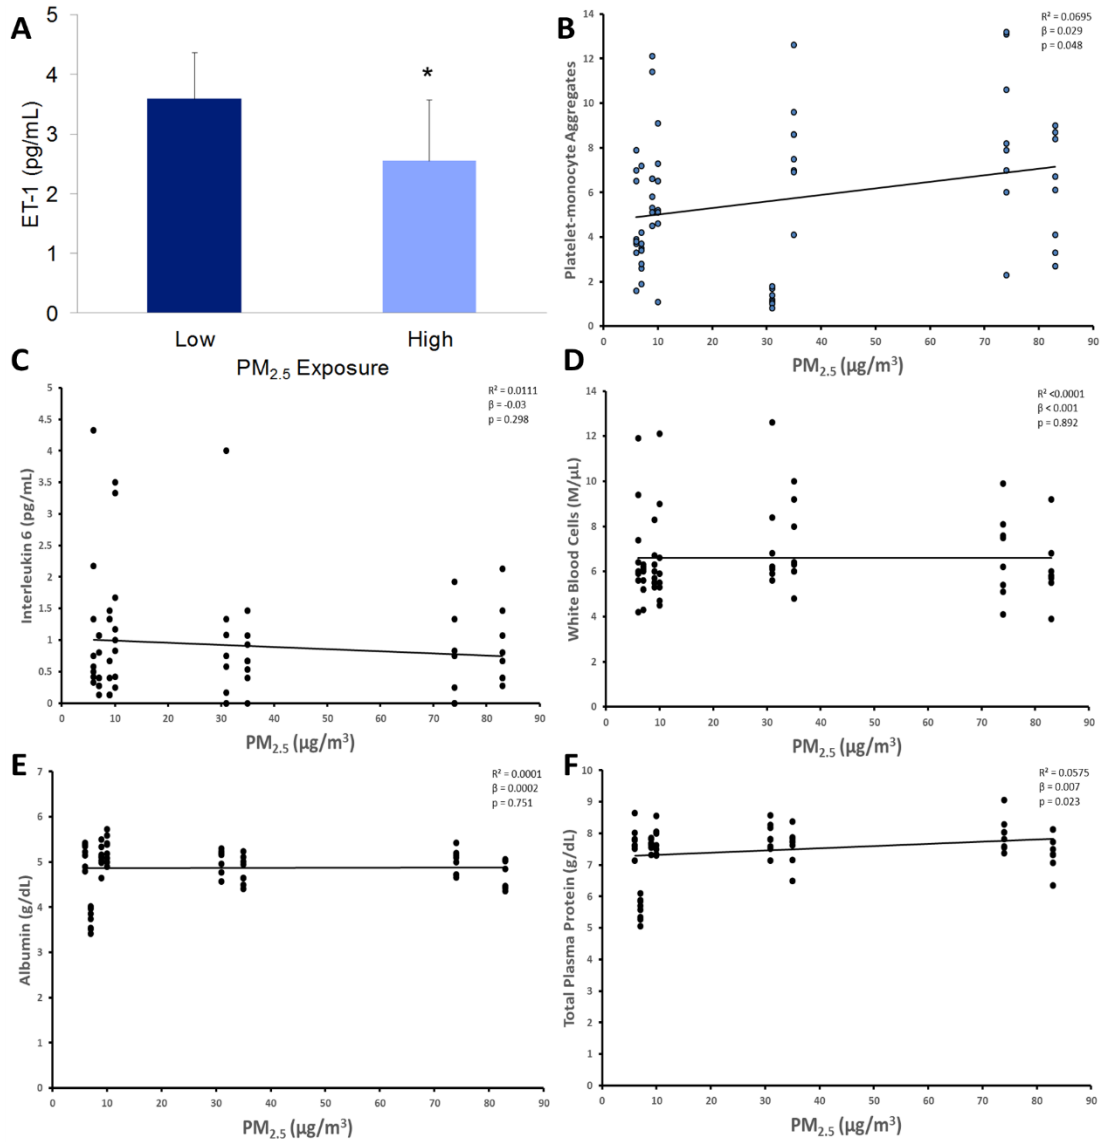 A
ET-1 (pg/mL)
5
4
3
2
1
0
*
Low
High
PM2.5 Exposure
B
R² = 0.0695
β = 0.029
p = 0.048
Platelet-monocyte Aggregates
14
12
10
8
6
4
2
0
0 10 20 30 40 50 60 70 80 90
PM2.5 (µg/m³)
C
R² = 0.0111
β = -0.03
p = 0.298
Interleukin 6 (pg/mL)
5
4.5
4
3.5
3
2.5
2
1.5
1
0.5
0
0 10 20 30 40 50 60 70 80 90
PM2.5 (µg/m³)
D
R² <0.0001
β < 0.001
p = 0.892
White Blood Cells (M/µL)
14
12
10
8
6
4
2
0
0 10 20 30 40 50 60 70 80 90
PM2.5 (µg/m³)
E
R² = 0.0001
β = 0.0002
p = 0.751
Albumin (g/dL)
7
6
5
4
3
2
1
0
0 10 20 30 40 50 60 70 80 90
PM2.5 (µg/m³)
F
R² = 0.0575
β = 0.007
p = 0.023
Total Plasma Protein (g/dL)
10
9
8
7
6
5
4
3
2
1
0
0 10 20 30 40 50 60 70 80 90
PM2.5 (µg/m³)